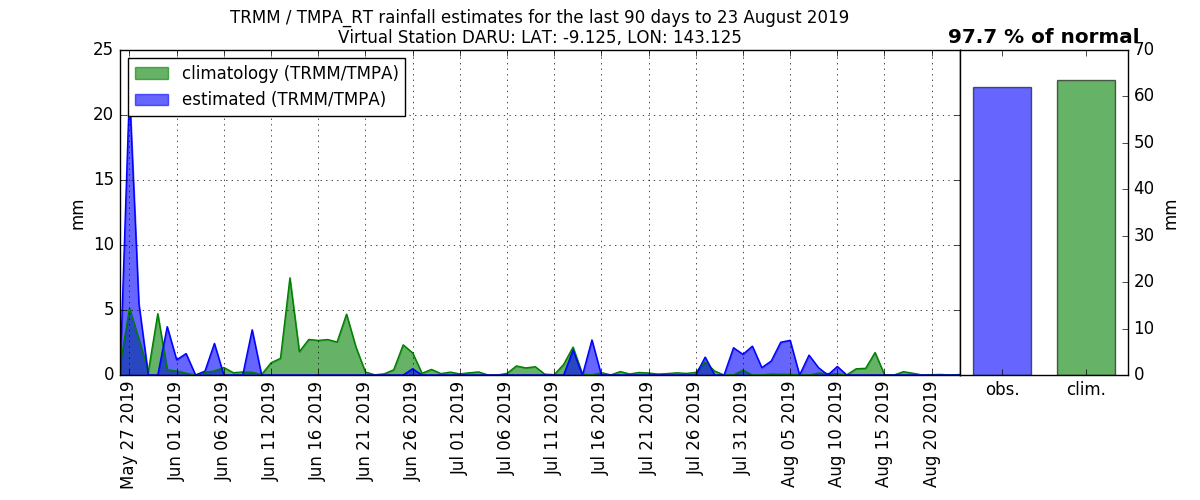 TRMM / TMPA_RT rainfall estimates for the last 90 days to 23 August 2019
Virtual Station DARU: LAT: -9.125, LON: 143.125
97.7 % of normal
climatology (TRMM/TMPA)
estimated (TRMM/TMPA)
25
20
15
10
5
0
mm
May 27 2019
Jun 01 2019
Jun 06 2019
Jun 11 2019
Jun 16 2019
Jun 21 2019
Jun 26 2019
Jul 01 2019
Jul 06 2019
Jul 11 2019
Jul 16 2019
Jul 21 2019
Jul 26 2019
Jul 31 2019
Aug 05 2019
Aug 10 2019
Aug 15 2019
Aug 20 2019
70
60
50
40
30
20
10
0
mm
obs.
clim.